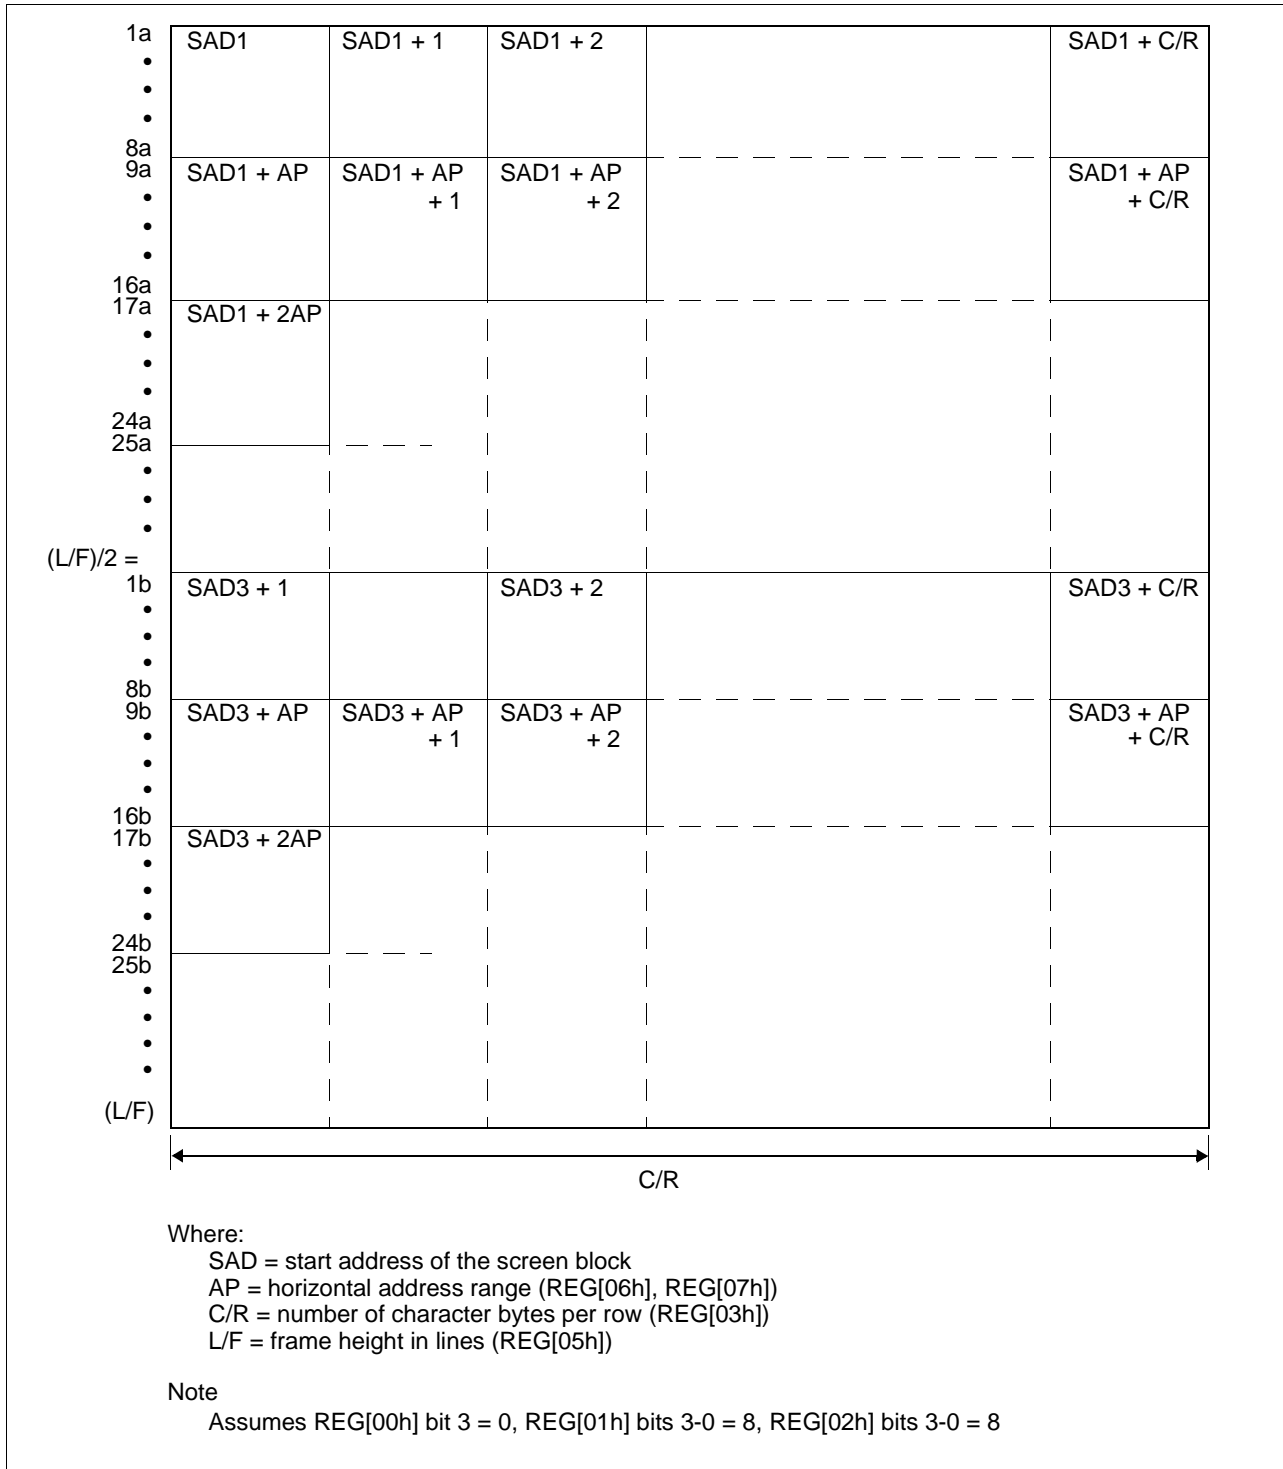 1a SAD1 SAD1 + 1 SAD1 + 2 SAD1 + C/R
•
•
•
8a
9a SAD1 + AP SAD1 + AP + 1 SAD1 + AP + 2 SAD1 + AP + C/R
•
•
•
16a
17a SAD1 + 2AP
•
•
•
24a
25a
•
•
•
(L/F)/2 =
1b SAD3 + 1 SAD3 + 2 SAD3 + C/R
•
•
•
8b
9b SAD3 + AP SAD3 + AP + 1 SAD3 + AP + 2 SAD3 + AP + C/R
•
•
•
16b
17b SAD3 + 2AP
•
•
•
24b
25b
•
•
•
•
(L/F)
C/R
Where:
SAD = start address of the screen block
AP = horizontal address range (REG[06h], REG[07h])
C/R = number of character bytes per row (REG[03h])
L/F = frame height in lines (REG[05h])
Note
Assumes REG[00h] bit 3 = 0, REG[01h] bits 3-0 = 8, REG[02h] bits 3-0 = 8